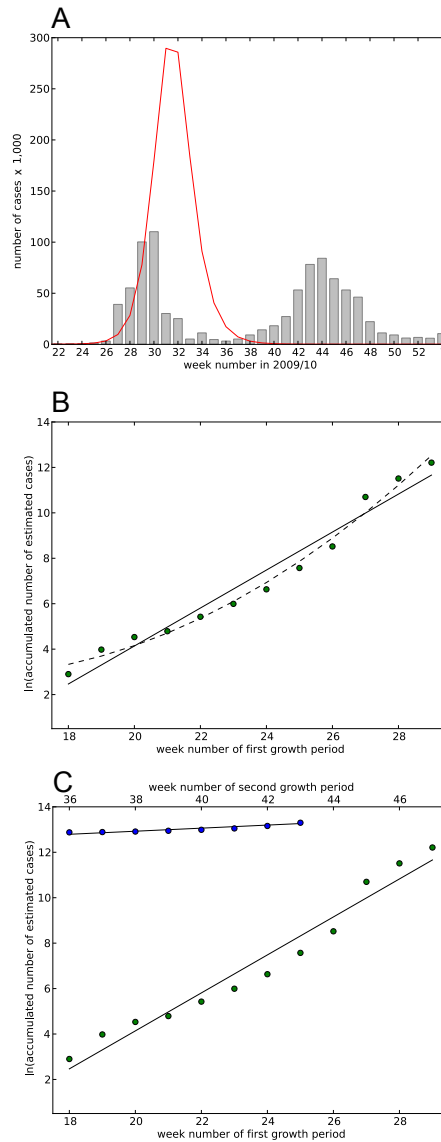 A
300
250
200
150
100
50
0
number of cases x 1,000
22 24 26 28 30 32 34 36 38 40 42 44 46 48 50 52
week number in 2009/10
B
14
12
10
8
6
4
2
ln(accumulated number of estimated cases)
18 20 22 24 26 28
week number of first growth period
C
week number of second growth period
36 38 40 42 44 46
14
12
10
8
6
4
2
ln(accumulated number of estimated cases)
18 20 22 24 26 28
week number of first growth period